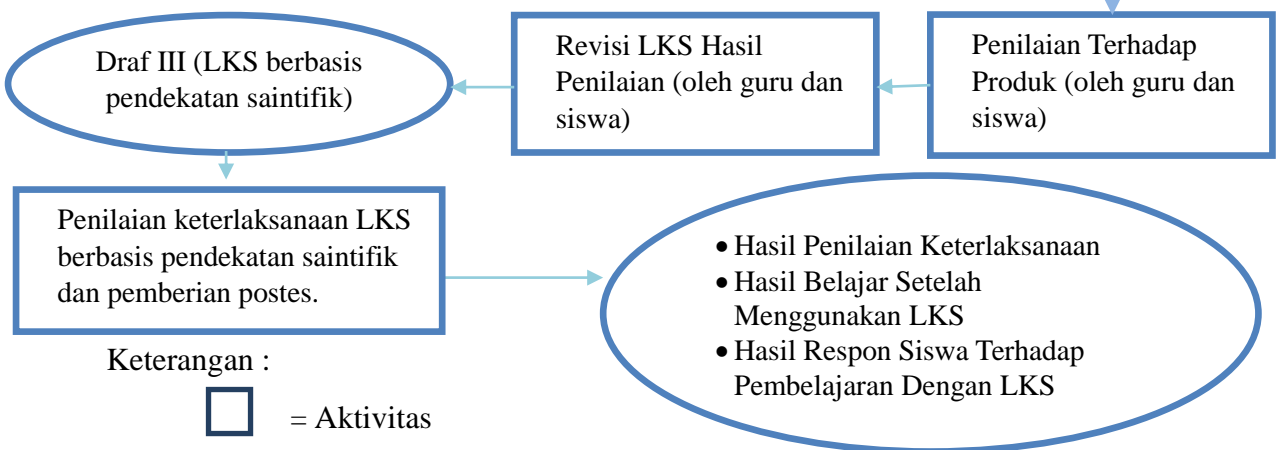 Draf III (LKS berbasis
pendekatan saintifik)
Revisi LKS Hasil
Penilaian (oleh guru dan
siswa)
Penilaian Terhadap
Produk (oleh guru dan
siswa)
Penilaian keterlaksanaan LKS
berbasis pendekatan saintifik
dan pemberian postes.
• Hasil Penilaian Keterlaksanaan
• Hasil Belajar Setelah
Menggunakan LKS
• Hasil Respon Siswa Terhadap
Pembelajaran Dengan LKS
Keterangan :
= Aktivitas